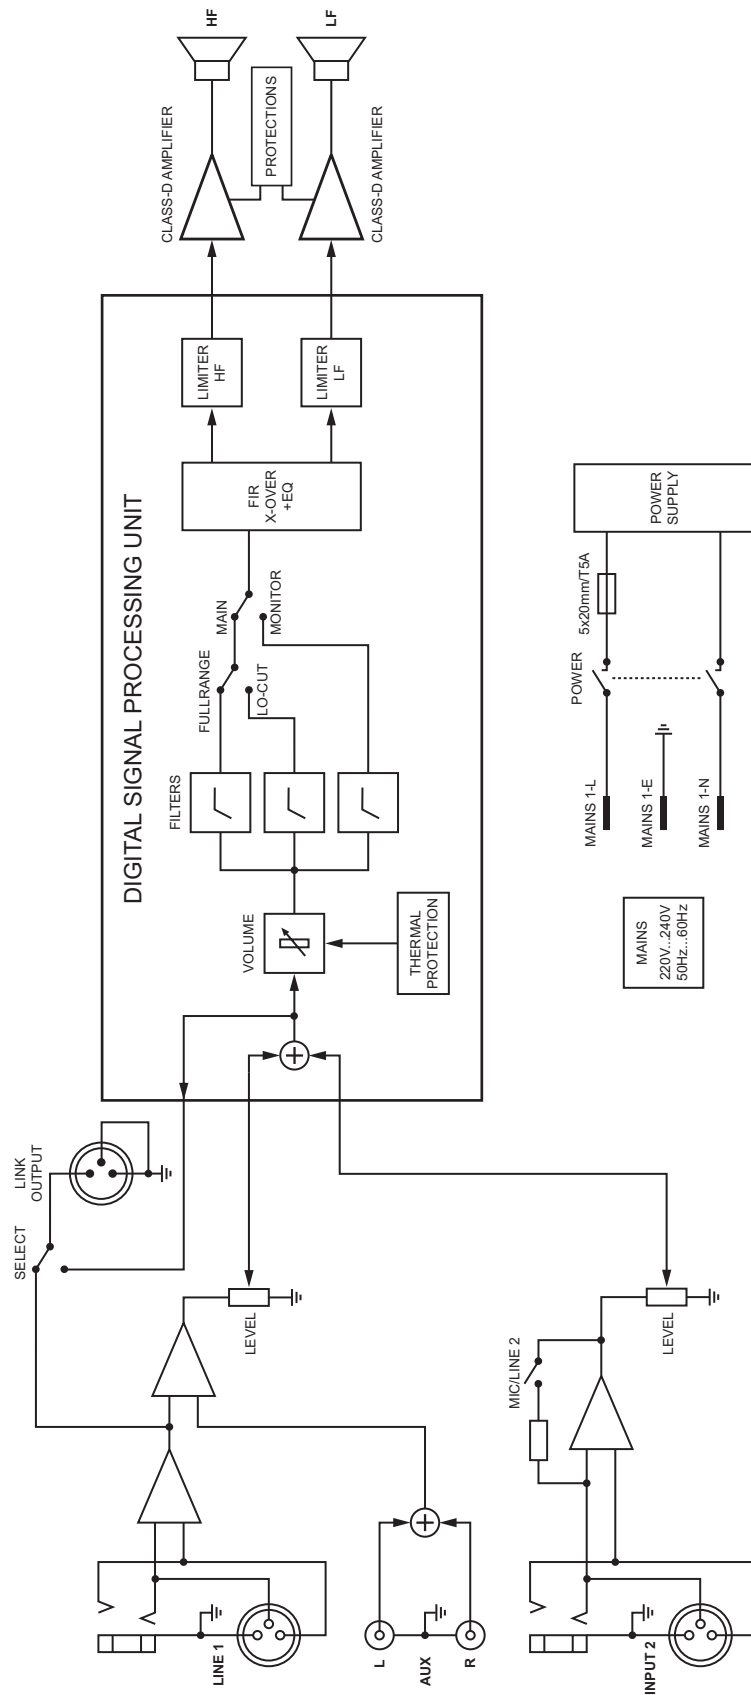 HF
LF
CLASS-D AMPLIFIER
PROTECTIONS
CLASS-D AMPLIFIER
LIMITER
HF
LIMITER
LF
DIGITAL SIGNAL PROCESSING UNIT
FIR
X-OVER
+EQ
MAIN
MONITOR
FULLRANGE
LO-CUT
FILTERS
VOLUME
THERMAL
PROTECTION
POWER
SUPPLY
5x20mm/T5A
POWER
MAINS 1-L
MAINS 1-E
MAINS 1-N
MAINS
220V...240V
50Hz...60Hz
LINK
OUTPUT
SELECT
LEVEL
MIC/LINE 2
LEVEL
LINE 1
L
AUX
R
INPUT 2